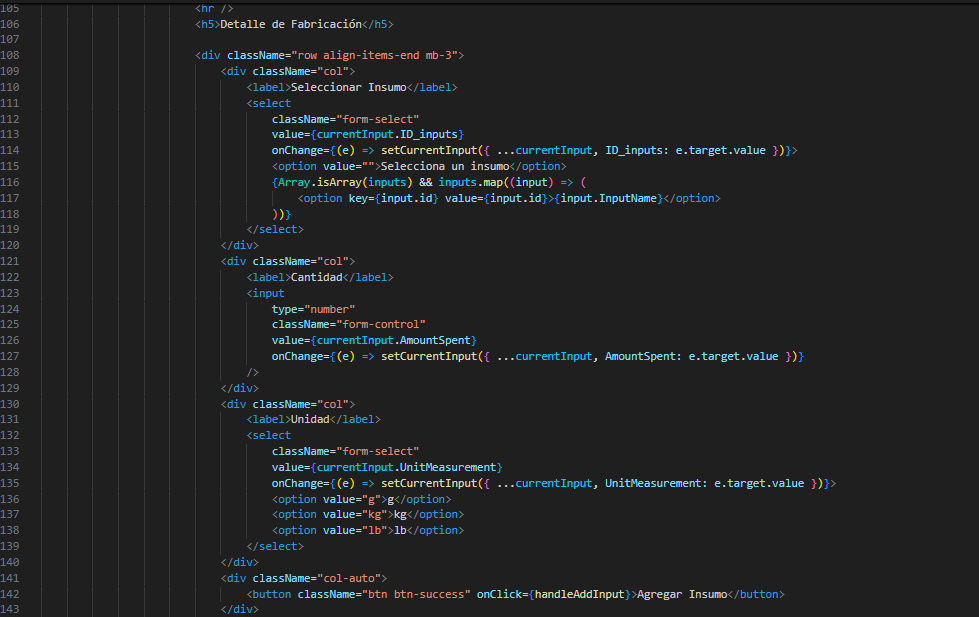 105 <hr />
106 <h5>Detalle de Fabricación</h5>
107
108 <div className="row align-items-end mb-3">
109 <div className="col">
110 <label>Seleccionar Insumo</label>
111 <select
112 className="form-select"
113 value={currentInput.ID_inputs}
114 onChange={(e) => setCurrentInput({ ...currentInput, ID_inputs: e.target.value })}>
115 <option value="">Selecciona un insumo</option>
116 {Array.isArray(inputs) && inputs.map((input) => (
117 <option key={input.id} value={input.id}>{input.InputName}</option>
118 ))}
119 </select>
120 </div>
121 <div className="col">
122 <label>Cantidad</label>
123 <input
124 type="number"
125 className="form-control"
126 value={currentInput.AmountSpent}
127 onChange={(e) => setCurrentInput({ ...currentInput, AmountSpent: e.target.value })}
128 />
129 </div>
130 <div className="col">
131 <label>Unidad</label>
132 <select
133 className="form-select"
134 value={currentInput.UnitMeasurement}
135 onChange={(e) => setCurrentInput({ ...currentInput, UnitMeasurement: e.target.value })}>
136 <option value="g">g</option>
137 <option value="kg">kg</option>
138 <option value="lb">lb</option>
139 </select>
140 </div>
141 <div className="col-auto">
142 <button className="btn btn-success" onClick={handleAddInput}>Agregar Insumo</button>
143 </div>